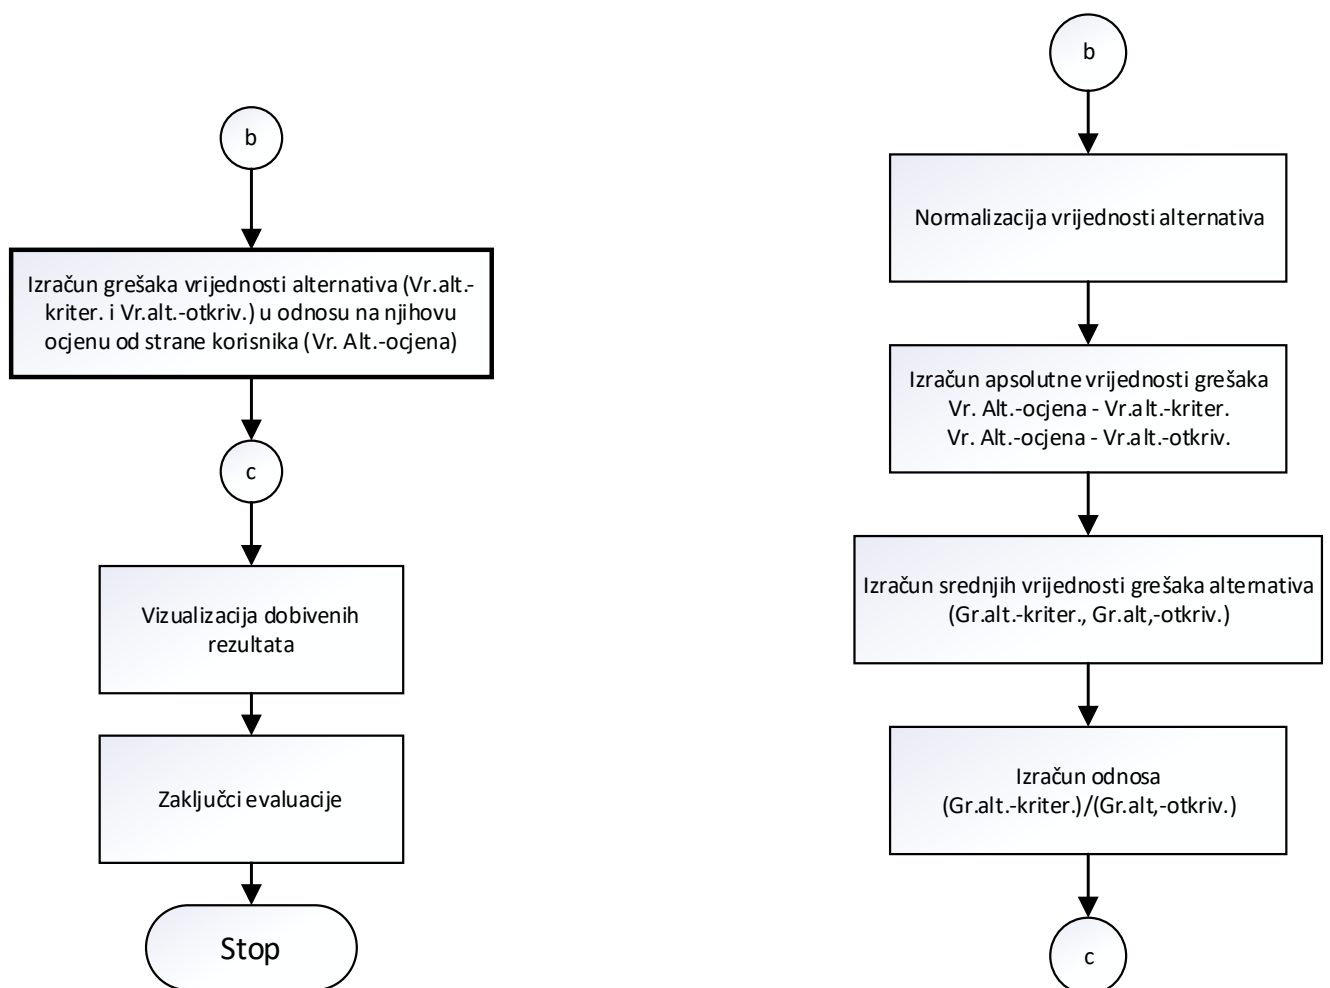 b
Izračun grešaka vrijednosti alternativa (Vr.alt.-
kriter. i Vr.alt.-otkriv.) u odnosu na njihovu
ocjenu od strane korisnika (Vr. Alt.-ocjena)
c
Vizualizacija dobivenih
rezultata
Zaključci evaluacije
Stop
b
Normalizacija vrijednosti alternativa
Izračun apsolutne vrijednosti grešaka
Vr. Alt.-ocjena - Vr.alt.-kriter.
Vr. Alt.-ocjena - Vr.alt.-otkriv.
Izračun srednjih vrijednosti grešaka alternativa
(Gr.alt.-kriter., Gr.alt,-otkriv.)
Izračun odnosa
(Gr.alt.-kriter.)/(Gr.alt,-otkriv.)
c